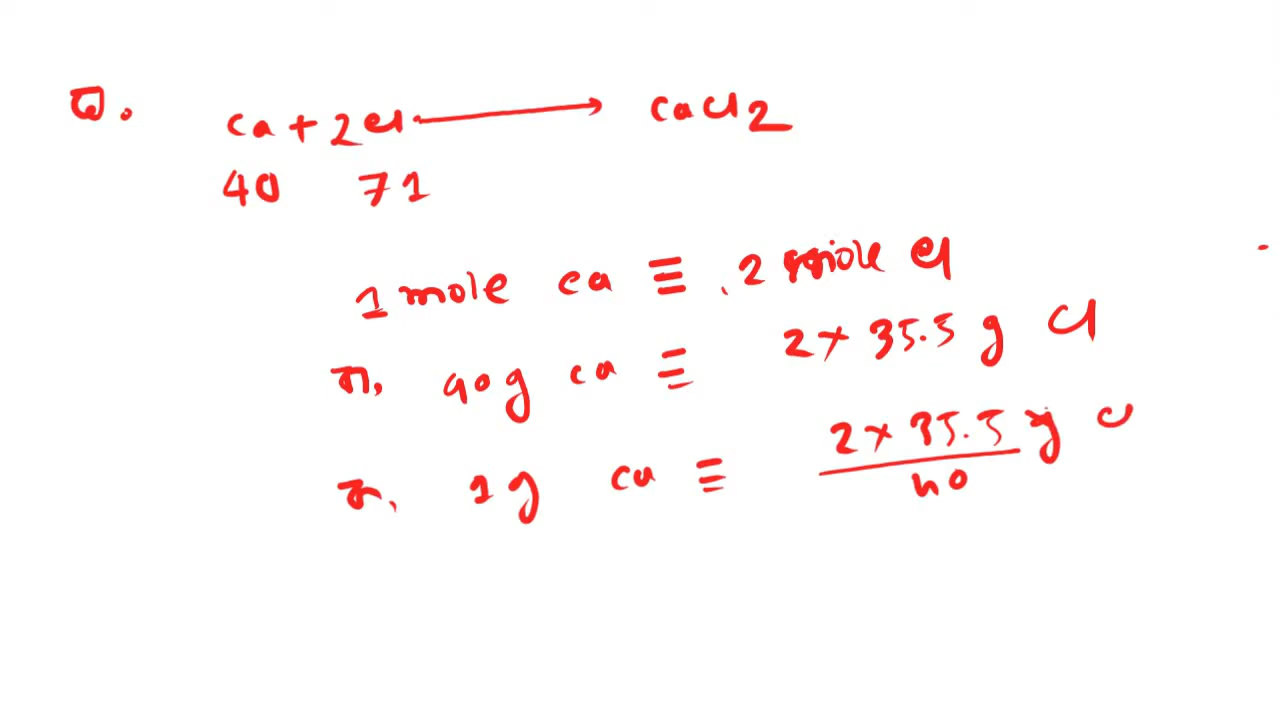 Ca + 2Cl → CaCl2
40 71
1 mole Ca ≡ 2 mole Cl
40g Ca ≡ 2 × 35.5 g Cl
1g Ca ≡ 2 × 35.5 / 40 g Cl